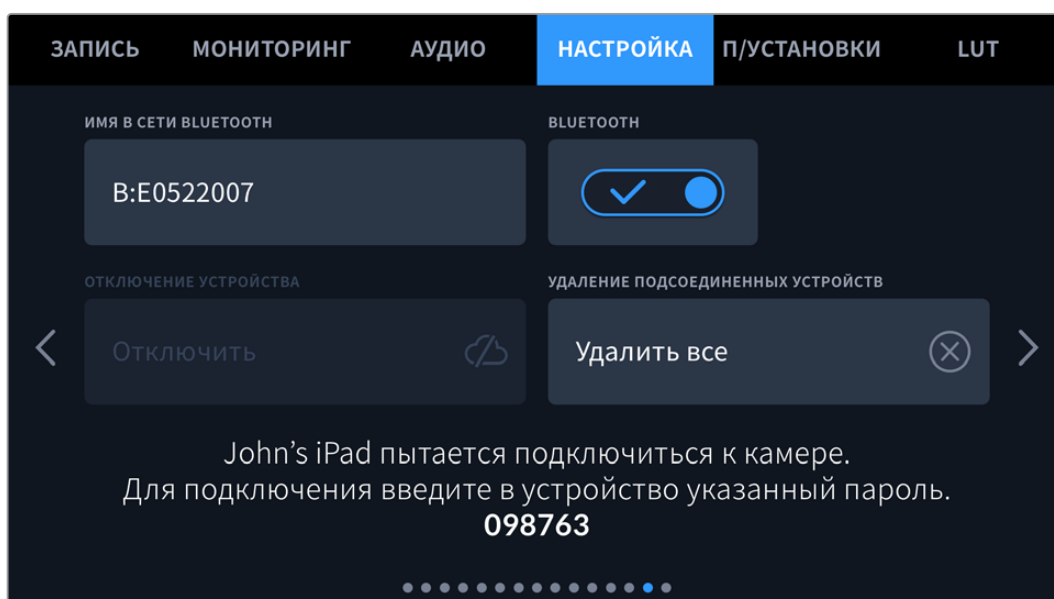 ЗАПИСЬ МОНИТОРИНГ АУДИО НАСТРОЙКА П/УСТАНОВКИ LUT
ИМЯ В СЕТИ BLUETOOTH BLUETOOTH
B:E0522007
ОТКЛЮЧЕНИЕ УСТРОЙСТВА УДАЛЕНИЕ ПОДСОЕДИНЕННЫХ УСТРОЙСТВ
Отключить Удалить все
John’s iPad пытается подключиться к камере.
Для подключения введите в устройство указанный пароль.
098763